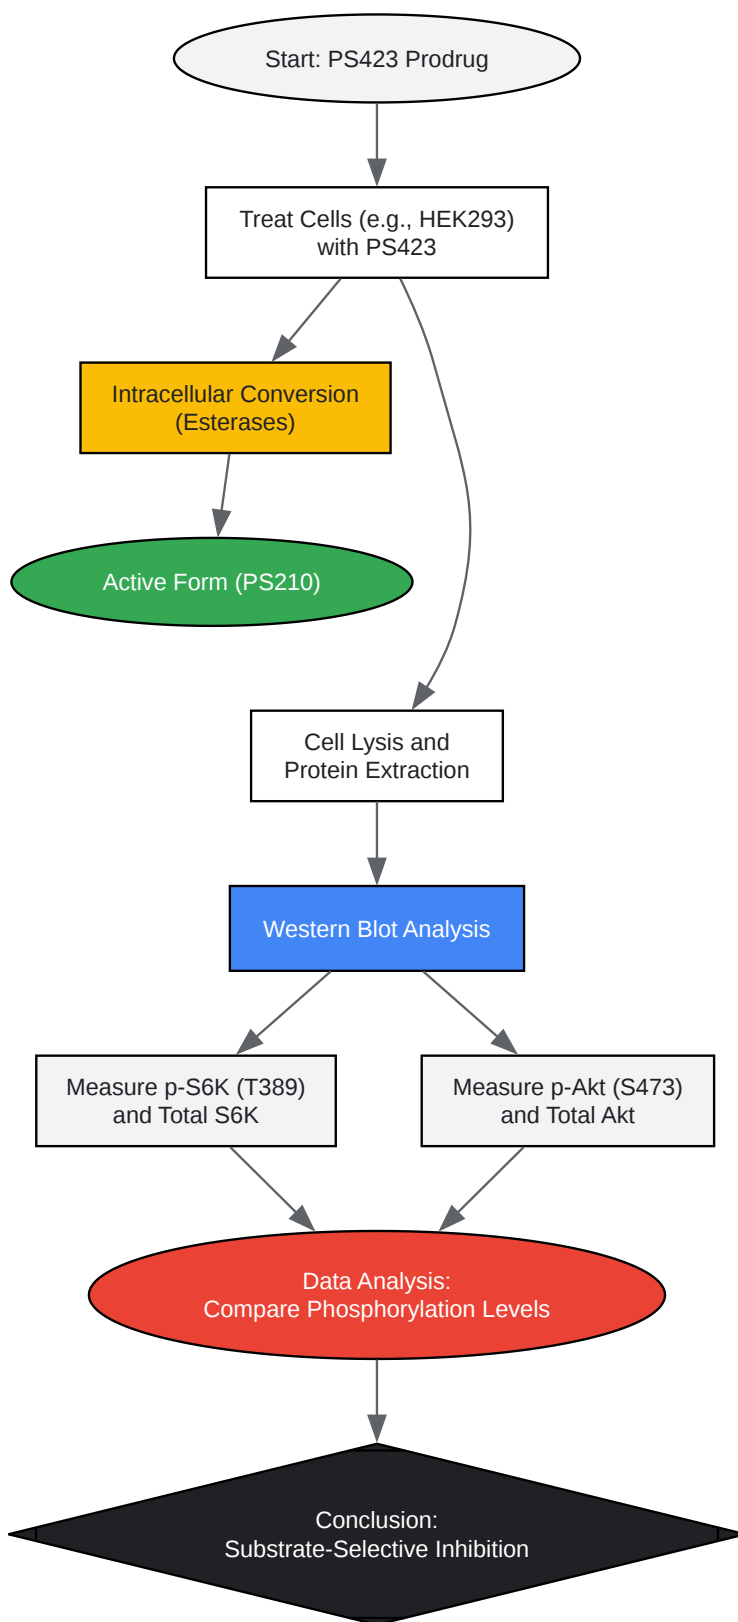 Start: PS423 Prodrug
Treat Cells (e.g., HEK293)
with PS423
Intracellular Conversion
(Esterases)
Active Form (PS210)
Cell Lysis and
Protein Extraction
Western Blot Analysis
Measure p-S6K (T389)
and Total S6K
Measure p-Akt (S473)
and Total Akt
Data Analysis:
Compare Phosphorylation Levels
Conclusion:
Substrate-Selective Inhibition